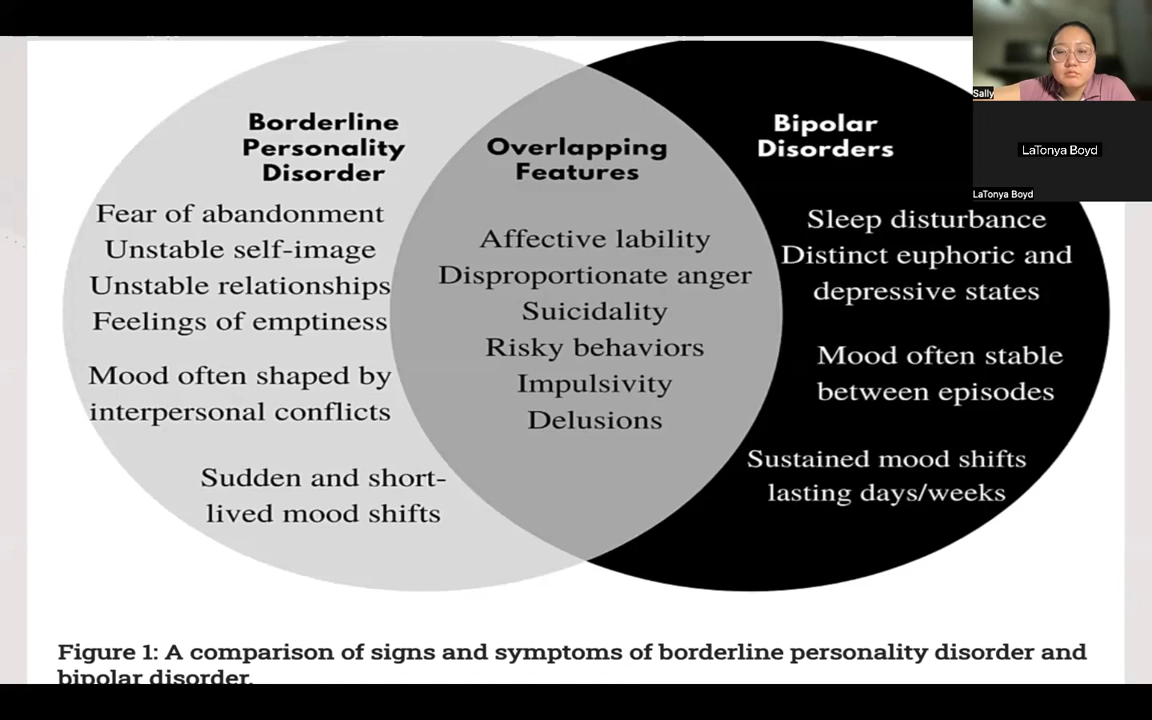 Borderline
Personality
Disorder
Fear of abandonment
Unstable self-image
Unstable relationships
Feelings of emptiness
Mood often shaped by
interpersonal conflicts
Sudden and short-
lived mood shifts
Overlapping
Features
Affective lability
Disproportionate anger
Suicidality
Risky behaviors
Impulsivity
Delusions
Bipolar
Disorders
Sleep disturbance
Distinct euphoric and
depressive states
Mood often stable
between episodes
Sustained mood shifts
lasting days/weeks
Figure 1: A comparison of signs and symptoms of borderline personality disorder and
bipolar disorder.
Sally
LaTonya Boyd
LaTonya Boyd